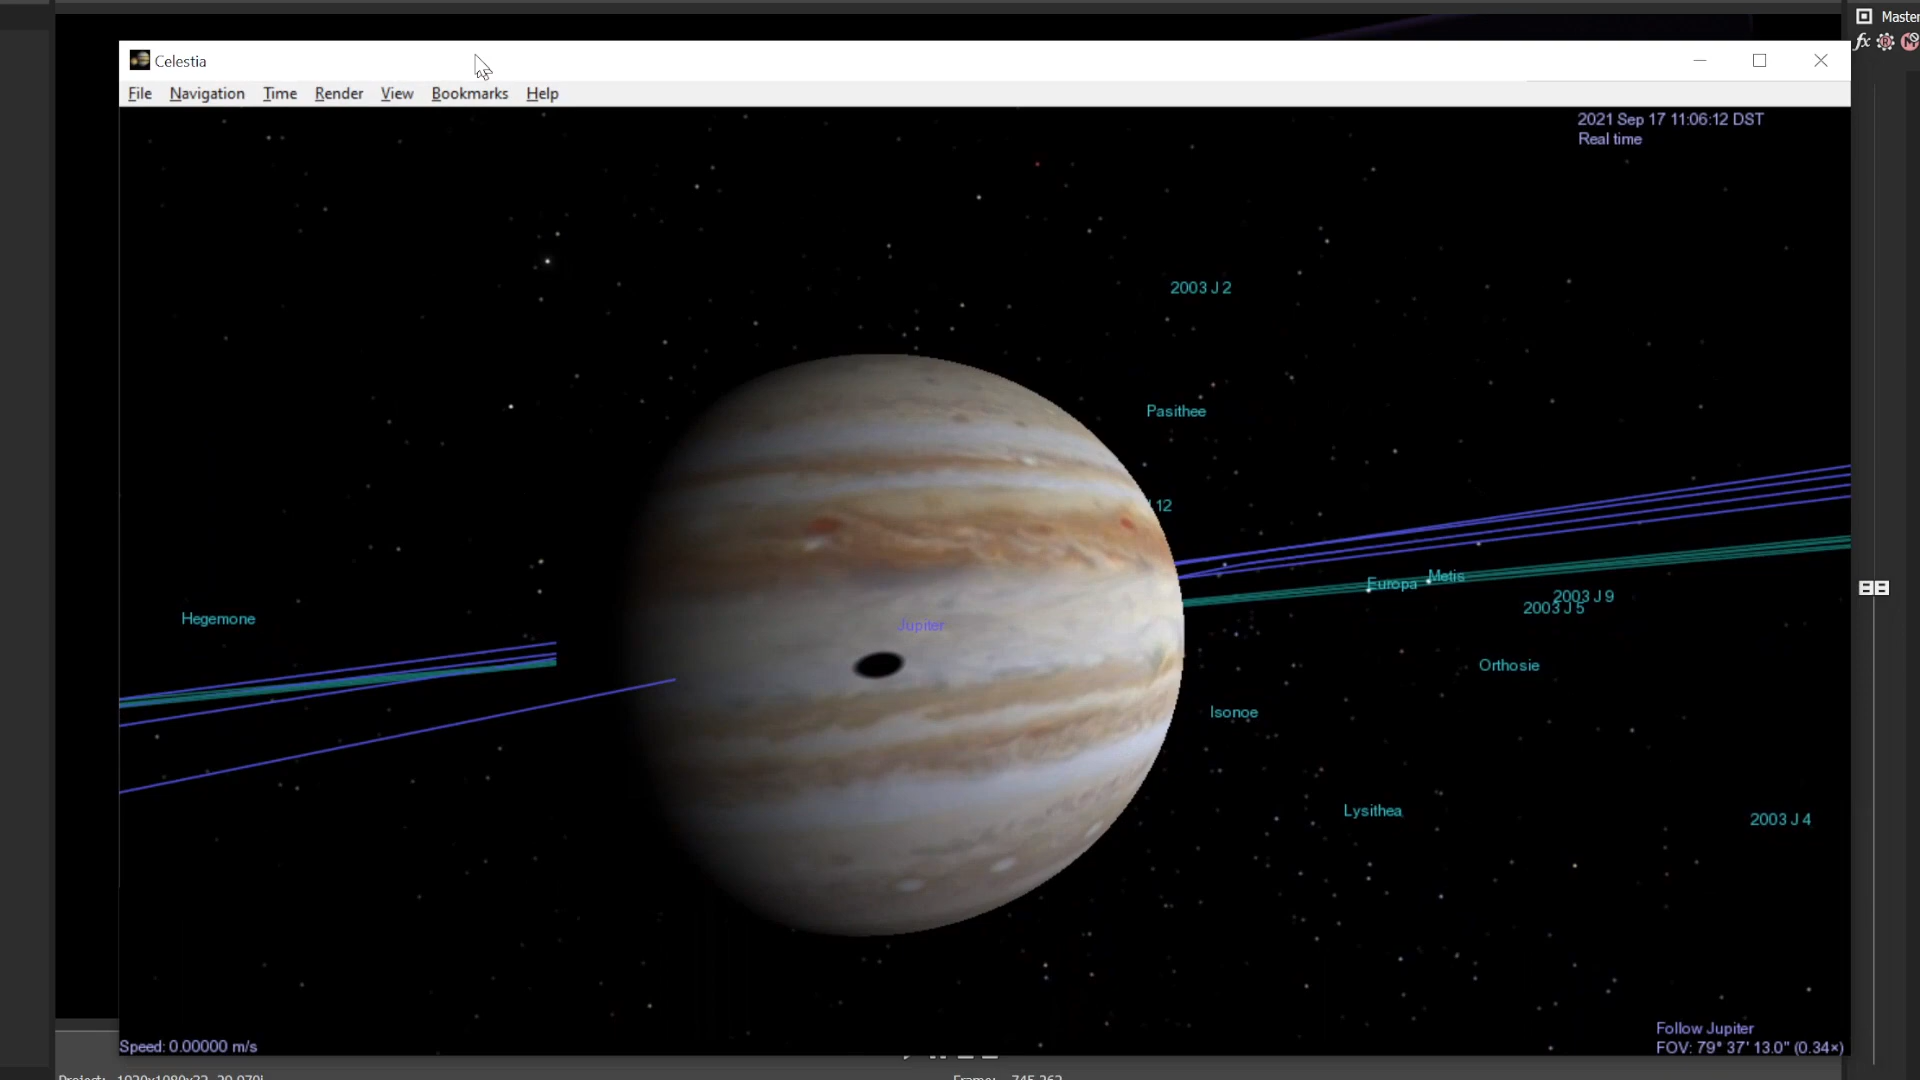 Master
Celestia
fx
File Navigation Time Render View Bookmarks Help
2021 Sep 17 11:06:12 DST
Real time
2003 J 2
Pasithee
12
Europa
Metis
2003 J 9
2003 J 5
Hegemone
Jupiter
Orthosie
Isonoe
Lysithea
2003 J 4
Follow Jupiter
Speed: 0.00000 m/s
FOV: 79° 37' 13.0" (0.34×)